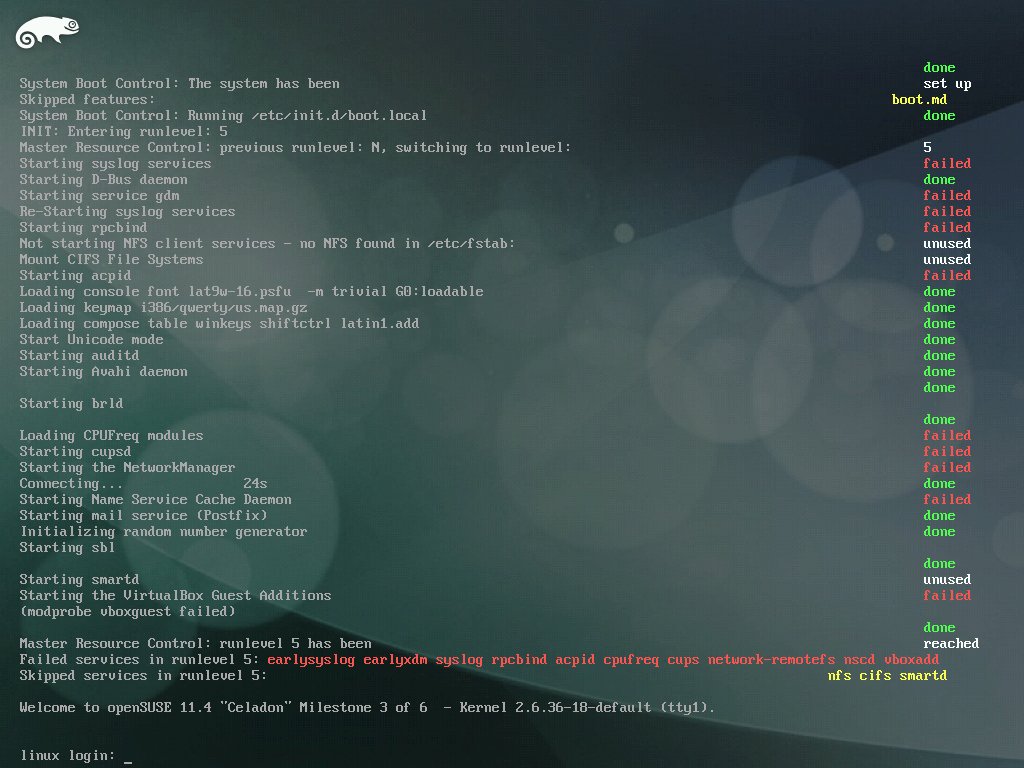 done
System Boot Control: The system has been set up
Skipped features: boot.md
System Boot Control: Running /etc/init.d/boot.local done
INIT: Entering runlevel: 5
Master Resource Control: previous runlevel: N, switching to runlevel: 5
Starting syslog services failed
Starting D-Bus daemon done
Starting service gdm failed
Re-Starting syslog services failed
Starting rpcbind failed
Not starting NFS client services - no NFS found in /etc/fstab: unused
Mount CIFS File Systems unused
Starting acpid failed
Loading console font lat9w-16.psfu  -m trivial G0:loadable done
Loading keymap i386/qwerty/us.map.gz done
Loading compose table winkeys shiftctrl latin1.add done
Start Unicode mode done
Starting auditd done
Starting Avahi daemon done
done
Starting brld
done
Loading CPUFreq modules failed
Starting cupsd failed
Starting the NetworkManager failed
Connecting... 24s done
Starting Name Service Cache Daemon failed
Starting mail service (Postfix) done
Initializing random number generator done
Starting sbl
done
Starting smartd unused
Starting the VirtualBox Guest Additions failed
(modprobe vboxguest failed)
done
Master Resource Control: runlevel 5 has been reached
Failed services in runlevel 5: earlysyslog earlyxdm syslog rpcbind acpid cpufreq cups network-remotefs nscd vboxadd
Skipped services in runlevel 5: nfs cifs smartd
Welcome to openSUSE 11.4 "Celadon" Milestone 3 of 6  - Kernel 2.6.36-18-default (tty1).
linux login: _